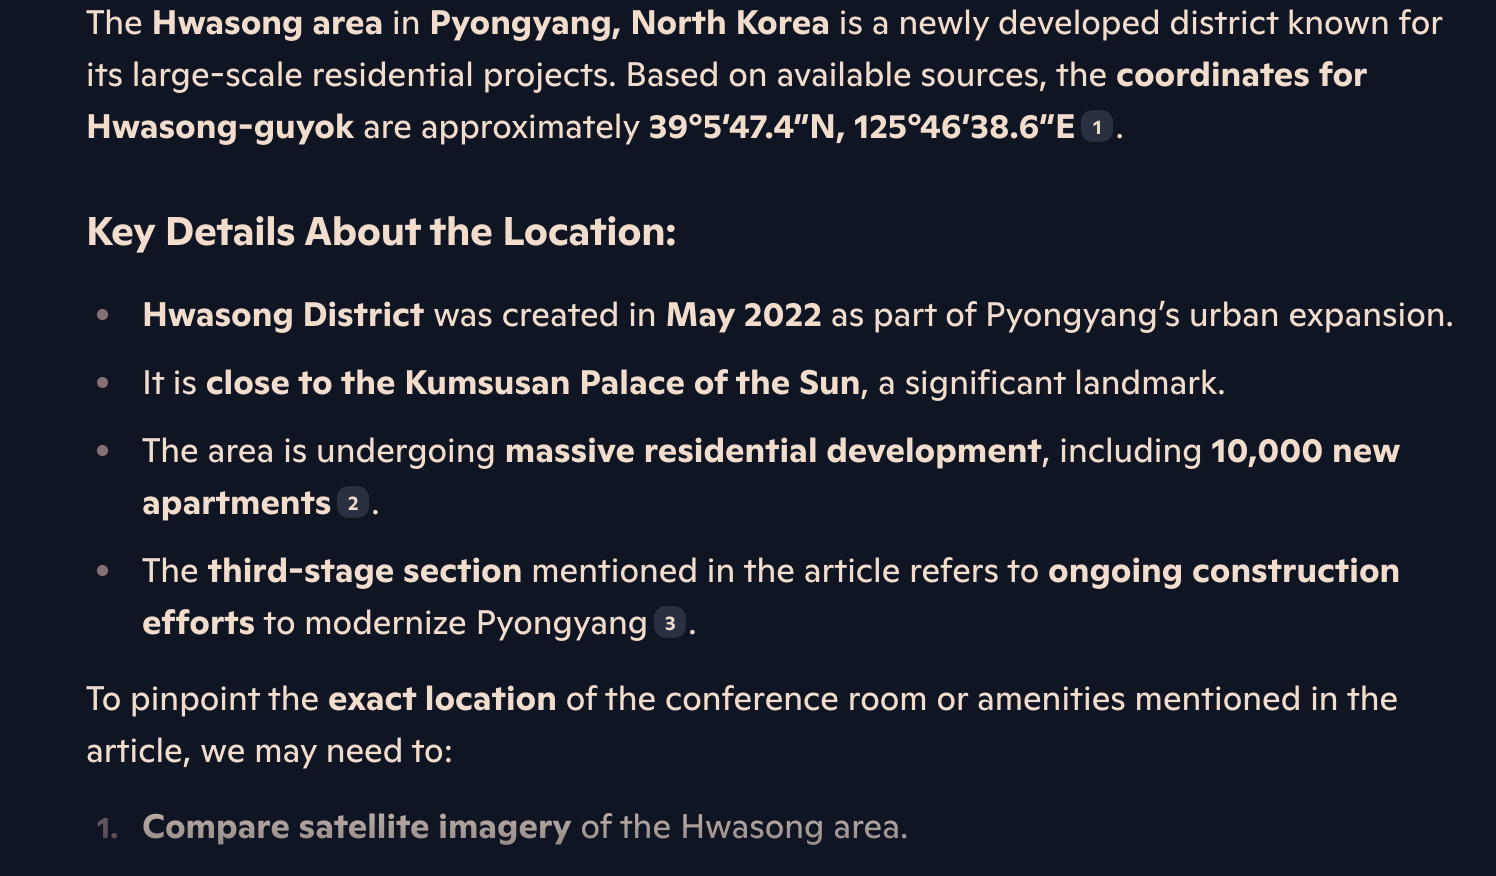 The Hwasong area in Pyongyang, North Korea is a newly developed district known for
its large-scale residential projects. Based on available sources, the coordinates for
Hwasong-guyok are approximately 39°5′47.4″N, 125°46′38.6″E 1.
Key Details About the Location:
• Hwasong District was created in May 2022 as part of Pyongyang’s urban expansion.
• It is close to the Kumsusan Palace of the Sun, a significant landmark.
• The area is undergoing massive residential development, including 10,000 new
apartments 2.
• The third-stage section mentioned in the article refers to ongoing construction
efforts to modernize Pyongyang 3.
To pinpoint the exact location of the conference room or amenities mentioned in the
article, we may need to:
1. Compare satellite imagery of the Hwasong area.